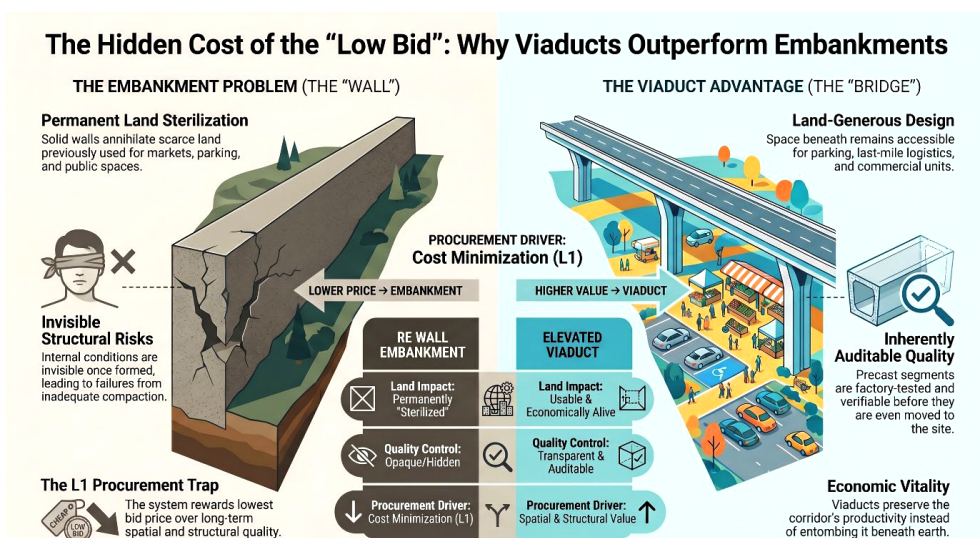 The Hidden Cost of the “Low Bid”: Why Viaducts Outperform Embankments
THE EMBANKMENT PROBLEM (THE “WALL”)
Permanent Land Sterilization
Solid walls annihilate scarce land
previously used for markets, parking,
and public spaces.
Invisible
Structural Risks
Internal conditions are
invisible once formed,
leading to failures from
inadequate compaction.
The L1 Procurement Trap
CHEAP
LOW
BID
The system rewards lowest
bid price over long-term
spatial and structural quality.
PROCUREMENT DRIVER:
Cost Minimization (L1)
LOWER PRICE → EMBANKMENT
HIGHER VALUE → VIADUCT
RE WALL
EMBANKMENT
ELEVATED
VIADUCT
Land Impact:
Permanently
"Sterilized"
Land Impact:
Usable &
Economically Alive
Quality Control:
Opaque/Hidden
Quality Control:
Transparent &
Auditable
Procurement Driver:
Cost Minimization (L1)
Procurement Driver:
Spatial & Structural Value
THE VIADUCT ADVANTAGE (THE “BRIDGE”)
Land-Generous Design
Space beneath remains accessible
for parking, last-mile logistics,
and commercial units.
Inherently
Auditable Quality
Precast segments
are factory-tested and
verifiable before they
are even moved to
the site.
Economic Vitality
Viaducts preserve the
corridor's productivity instead
of entombing it beneath earth.